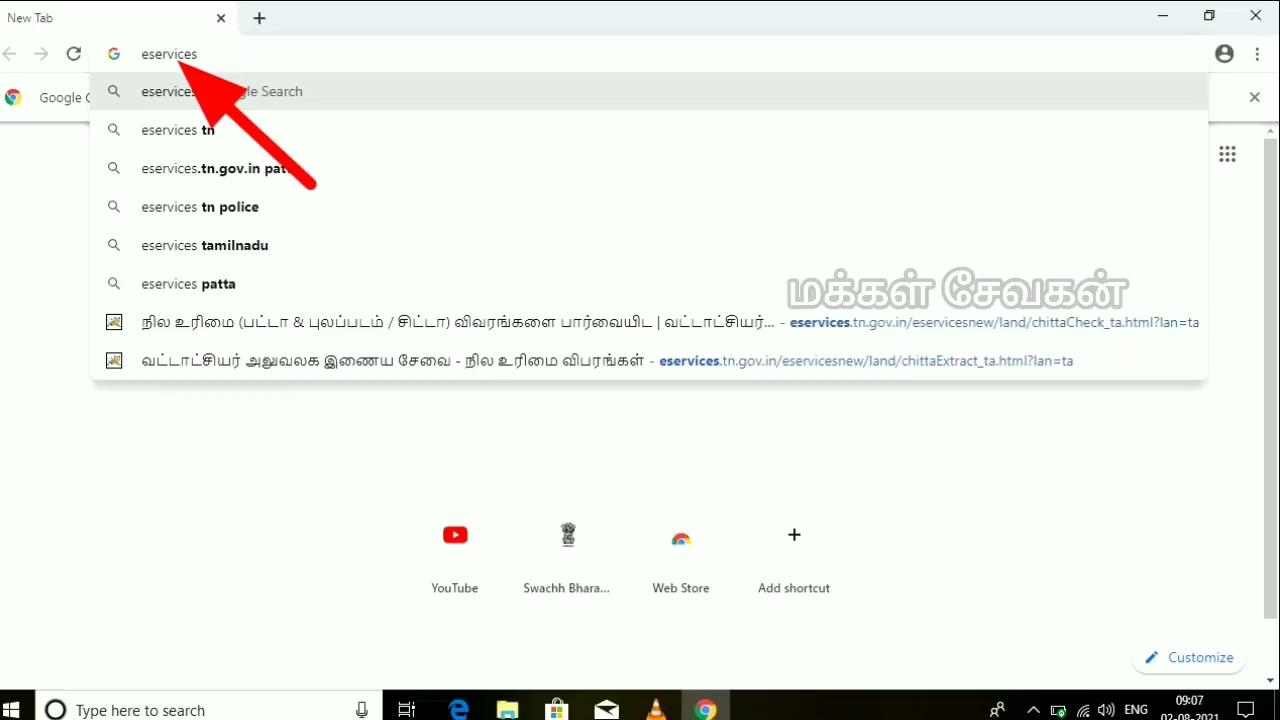 New Tab
eservices
eservices Search
eservices tn
eservices.tn.gov.in
eservices tn police
eservices tamilnadu
eservices patta
மக்கள் சேவகன்
நில உரிமை (பட்டா & புலப்படம் / சிட்டா) விவரங்களை பார்வையிட | வட்டாட்சியர்... - eservices.tn.gov.in/eservicesnew/land/chittaCheck_ta.html?lan=ta
வட்டாட்சியர் அலுவலக இணைய சேவை - நில உரிமை விபரங்கள் - eservices.tn.gov.in/eservicesnew/land/chittaExtract_ta.html?lan=ta
Google
YouTube
Swachh Bhara...
Web Store
Add shortcut
Customize
Type here to search
ENG
09:07
02-08-2021